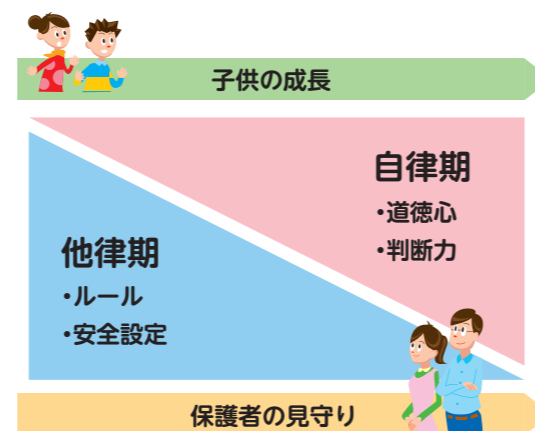 子供の成長
自律期
・道徳心
・判断力
他律期
・ルール
・安全設定
保護者の見守り